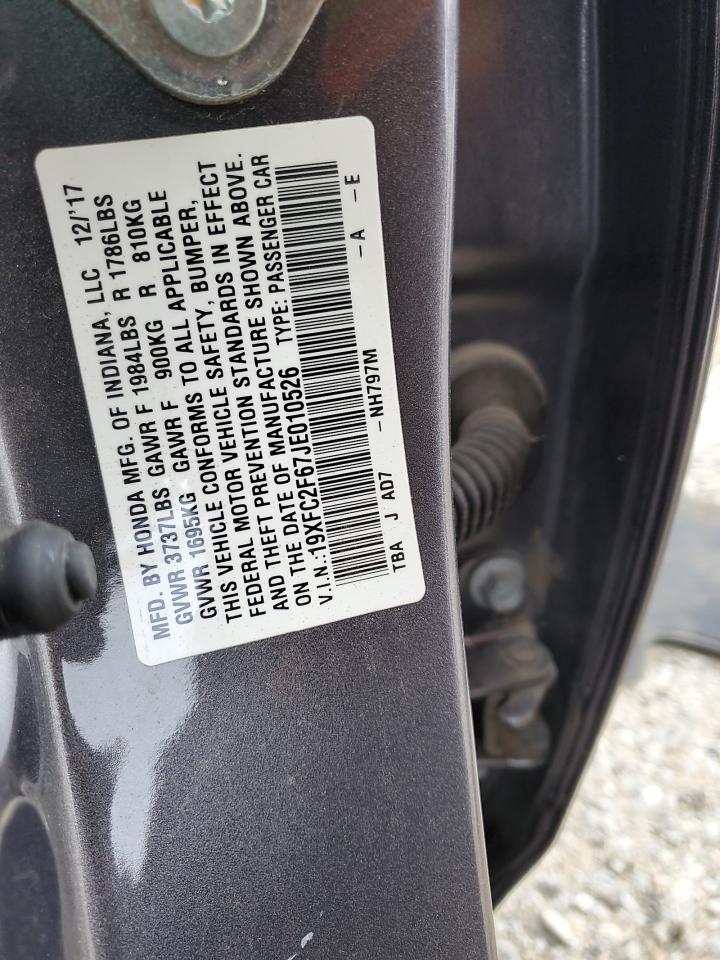 MFD. BY HONDA MFG. OF INDIANA, LLC 12/'17
GVWR 3737LBS GAWR F 1984LBS R 1786LBS
GVWR 1695KG GAWR F 900KG R 810KG
THIS VEHICLE CONFORMS TO ALL APPLICABLE
FEDERAL MOTOR VEHICLE SAFETY, BUMPER,
AND THEFT PREVENTION STANDARDS IN EFFECT
ON THE DATE OF MANUFACTURE SHOWN ABOVE.
V.I.N.:19XFC2F67JE010526 TYPE: PASSENGER CAR
TBA J AD7 -NH797M -A -E